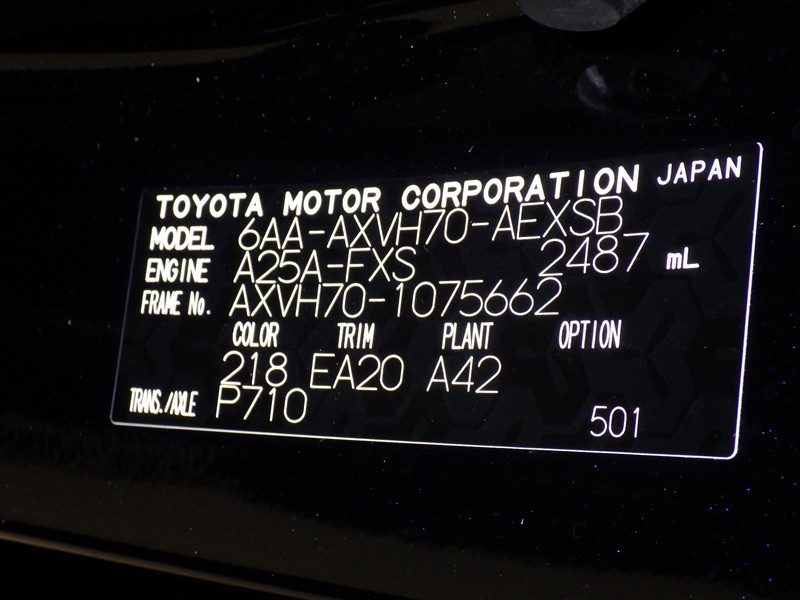 TOYOTA MOTOR CORPORATION JAPAN
MODEL 6AA-AXVH70-AEXSB
ENGINE A25A-FXS 2487 mL
FRAME No. AXVH70-1075662
COLOR TRIM PLANT OPTION
218 EA20 A42
TRANS./AXLE P710 501